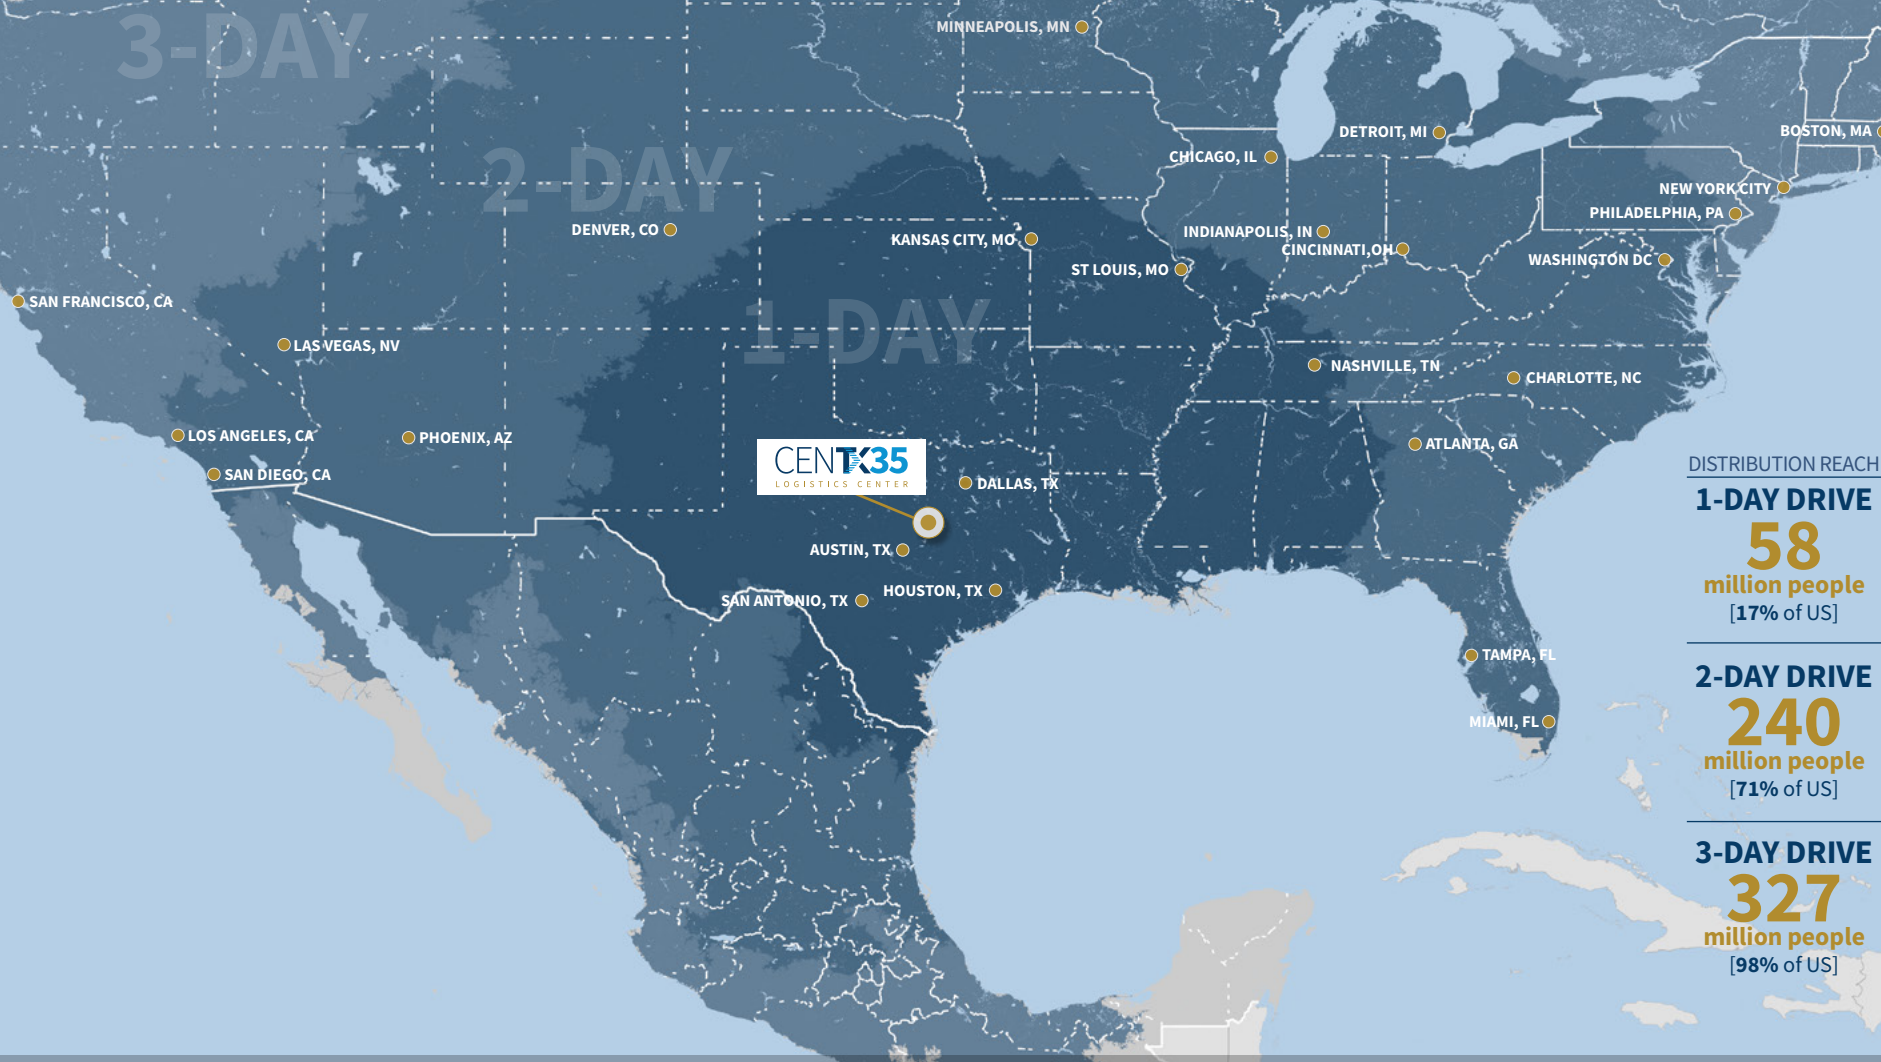 3-DAY
MINNEAPOLIS, MN
DETROIT, MI
BOSTON, MA
CHICAGO, IL
2-DAY
NEW YORK CITY
PHILADELPHIA, PA
DENVER, CO
KANSAS CITY, MO
INDIANAPOLIS, IN
CINCINNATI,OH
WASHINGTON DC
ST LOUIS, MO
SAN FRANCISCO, CA
1-DAY
LAS VEGAS, NV
NASHVILLE, TN
CHARLOTTE, NC
LOS ANGELES, CA
PHOENIX, AZ
ATLANTA, GA
CENTX35
LOGISTICS CENTER
SAN DIEGO, CA
DALLAS, TX
AUSTIN, TX
HOUSTON, TX
SAN ANTONIO, TX
TAMPA, FL
MIAMI, FL
DISTRIBUTION REACH
1-DAY DRIVE
58
million people
[17% of US]
2-DAY DRIVE
240
million people
[71% of US]
3-DAY DRIVE
327
million people
[98% of US]